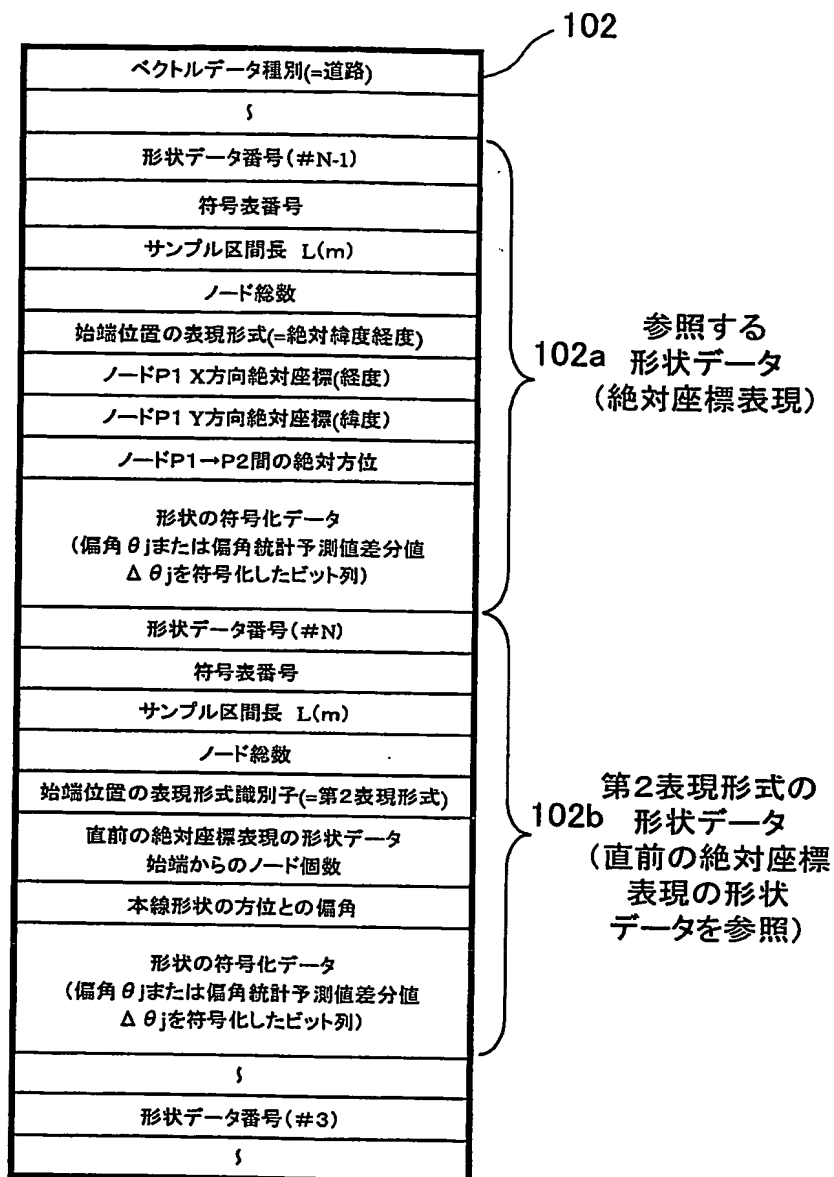 102
ベクトルデータ種別(=道路)
∽
形状データ番号(#N-1)
符号表番号
サンプル区間長 L(m)
ノード総数
始端位置の表現形式(=絶対緯度経度)
ノードP1 X方向絶対座標(経度)
ノードP1 Y方向絶対座標(緯度)
ノードP1→P2間の絶対方位
形状の符号化データ
(偏角θjまたは偏角統計予測値差分値
Δθjを符号化したビット列)
102a
参照する
形状データ
(絶対座標表現)
形状データ番号(#N)
符号表番号
サンプル区間長 L(m)
ノード総数
始端位置の表現形式識別子(=第2表現形式)
直前の絶対座標表現の形状データ
始端からのノード個数
本線形状の方位との偏角
形状の符号化データ
(偏角θjまたは偏角統計予測値差分値
Δθjを符号化したビット列)
102b
第2表現形式の
形状データ
(直前の絶対座標
表現の形状
データを参照)
∽
形状データ番号(#3)
∽